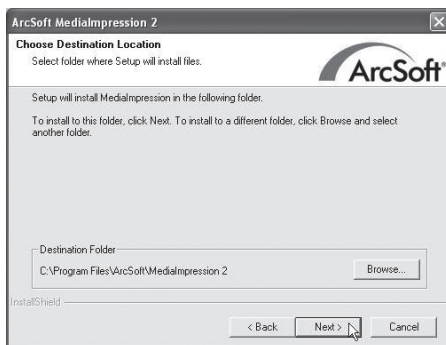 ArcSoft MediaImpression 2
Choose Destination Location
Select folder where Setup will install files.
ArcSoft®
Setup will install MediaImpression in the following folder.
To install to this folder, click Next. To install to a different folder, click Browse and select
another folder.
Destination Folder
C:\Program Files\ArcSoft\MediaImpression 2
Browse...
InstallShield
< Back
Next >
Cancel